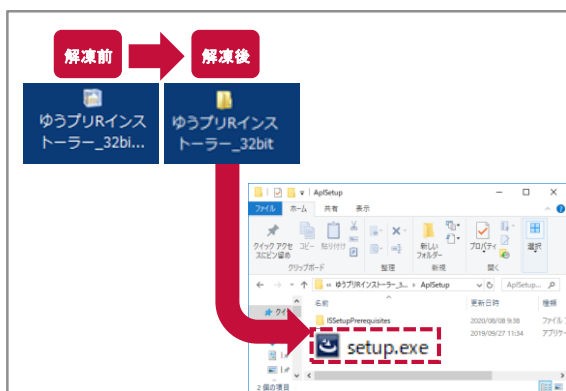 解凍前
解凍後
ゆうプリRインス
トーラー_32bi...
ゆうプリRインス
トーラー_32bit
AplSetup
ファイル ホーム 共有 表示
クイック アクセ
スにピン留め
コピー
貼り付け
新しい
フォルダー
プロパティ
選択
クリップボード 整理 新規 開く
« ゆうプリRインストーラー_3... › AplSetup
AplSetup...
名前 更新日時 種類
クイ
ISSetupPrerequisites 2020/08/08 9:38 ファイル
setup.exe 2019/09/27 11:34 アプリケー
2 個の項目